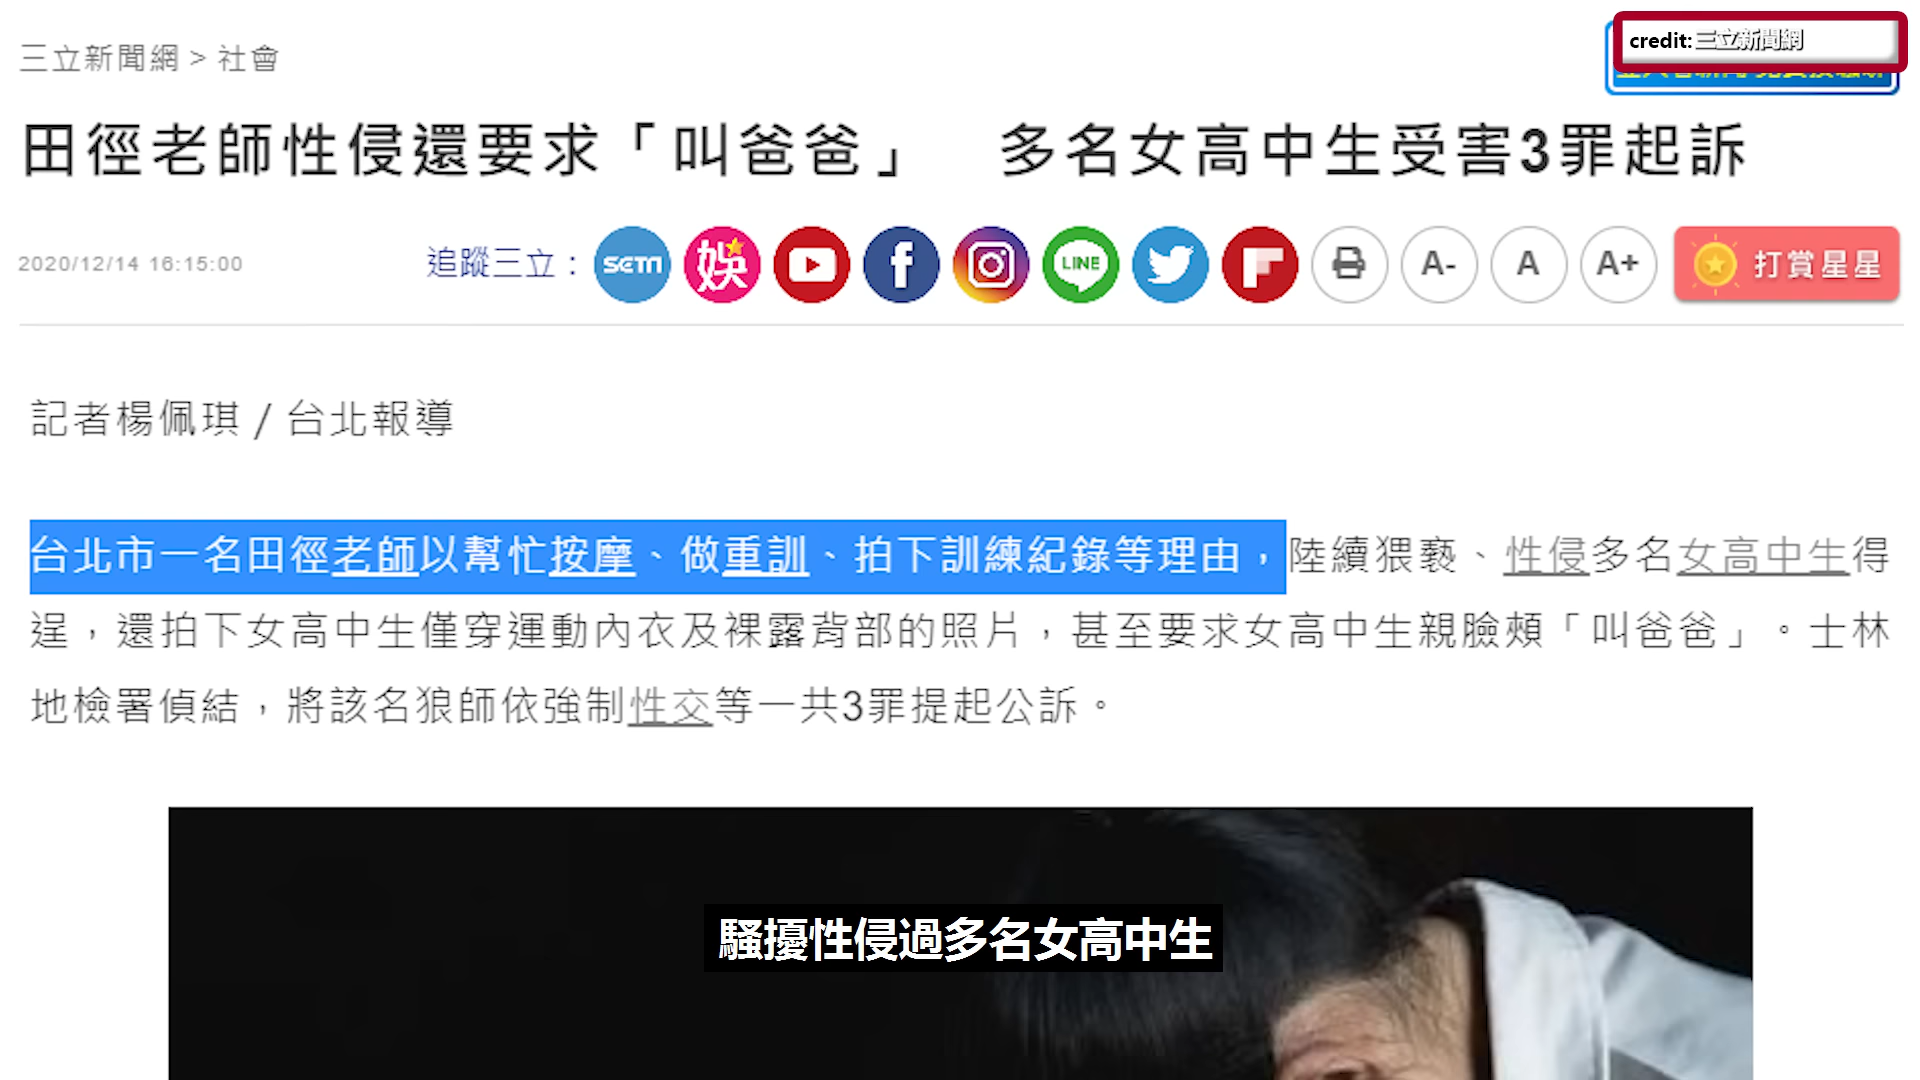 三立新聞網 > 社會
credit:三立新聞網
田徑老師性侵還要求「叫爸爸」 多名女高中生受害3罪起訴
2020/12/14 16:15:00
追蹤三立：
SETN
娛
LINE
A-
A
A+
打賞星星
記者楊佩琪/台北報導
台北市一名田徑老師以幫忙按摩、做重訓、拍下訓練紀錄等理由，陸續猥褻、性侵多名女高中生得
逞，還拍下女高中生僅穿運動內衣及裸露背部的照片，甚至要求女高中生親臉頰「叫爸爸」。士林
地檢署偵結，將該名狼師依強制性交等一共3罪提起公訴。
騷擾性侵過多名女高中生